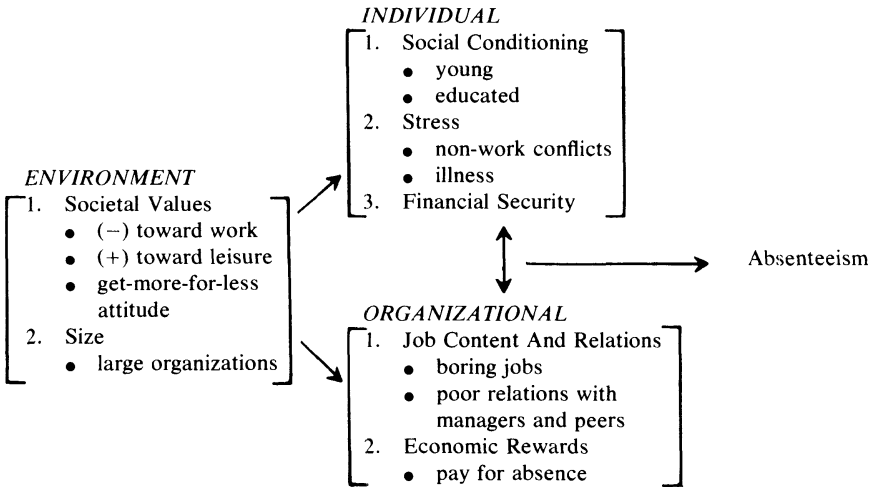 INDIVIDUAL
1. Social Conditioning
• young
• educated
2. Stress
• non-work conflicts
• illness
3. Financial Security
ENVIRONMENT
1. Societal Values
• (−) toward work
• (+) toward leisure
• get-more-for-less
attitude
2. Size
• large organizations
Absenteeism
ORGANIZATIONAL
1. Job Content And Relations
• boring jobs
• poor relations with
managers and peers
2. Economic Rewards
• pay for absence